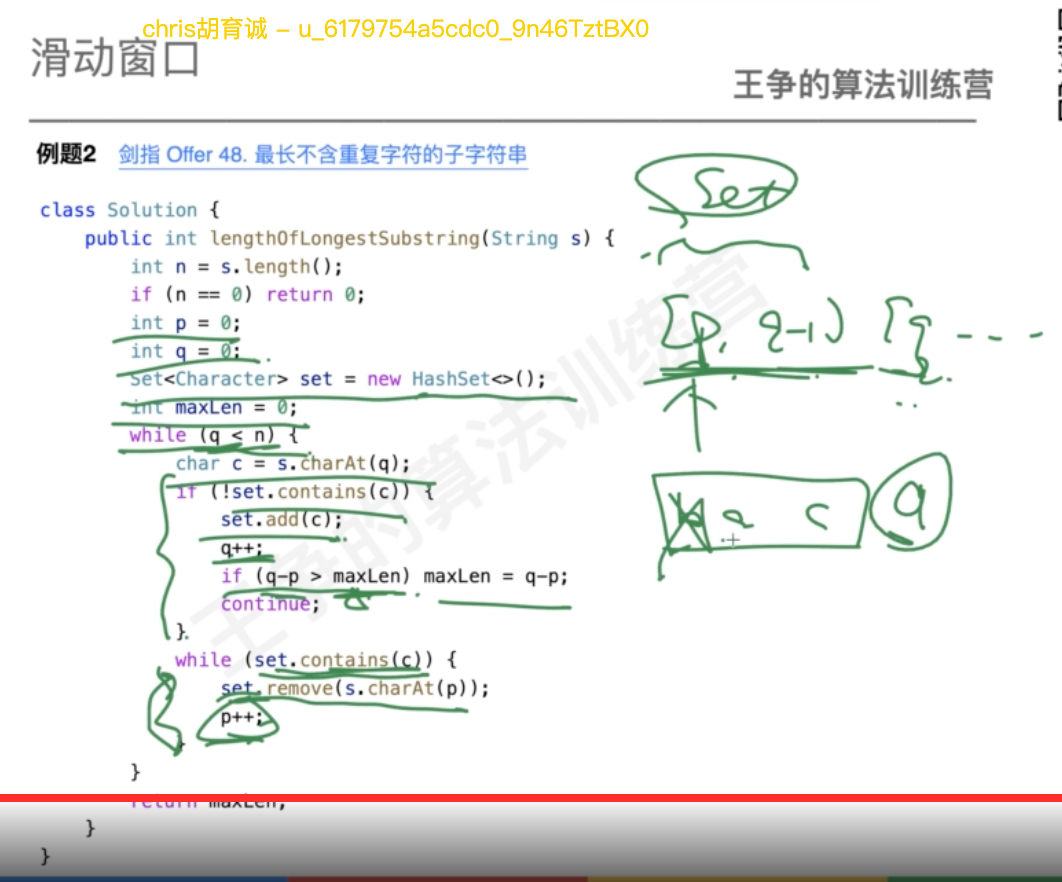 chris胡育诚 – u_6179754a5cdc0_9n46TztBX0
滑动窗口
王争的算法训练营
例题2 剑指 Offer 48. 最长不含重复字符的子字符串
class Solution {
public int lengthOfLongestSubstring(String s) {
int n = s.length();
if (n == 0) return 0;
int p = 0;
int q = 0;
Set<Character> set = new HashSet<>();
int maxLen = 0;
while (q < n) {
char c = s.charAt(q);
if (!set.contains(c)) {
set.add(c);
q++;
if (q-p > maxLen) maxLen = q-p;
continue;
}
while (set.contains(c)) {
set.remove(s.charAt(p));
p++;
}
}
return maxLen;
}
}
Set
[p, q-1) [q ---
a c
a
王争的算法训练营